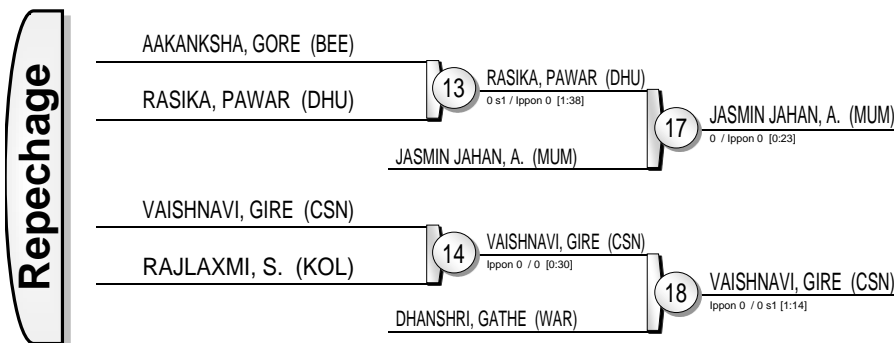 Repechage
AAKANKSHA, GORE (BEE)
RASIKA, PAWAR (DHU)
13
RASIKA, PAWAR (DHU)
0 s1 / Ippon 0 [1:38]
JASMIN JAHAN, A. (MUM)
17
JASMIN JAHAN, A. (MUM)
0 / Ippon 0 [0:23]
VAISHNAVI, GIRE (CSN)
RAJLAXMI, S. (KOL)
14
VAISHNAVI, GIRE (CSN)
Ippon 0 / 0 [0:30]
DHANSHRI, GATHE (WAR)
18
VAISHNAVI, GIRE (CSN)
Ippon 0 / 0 s1 [1:14]